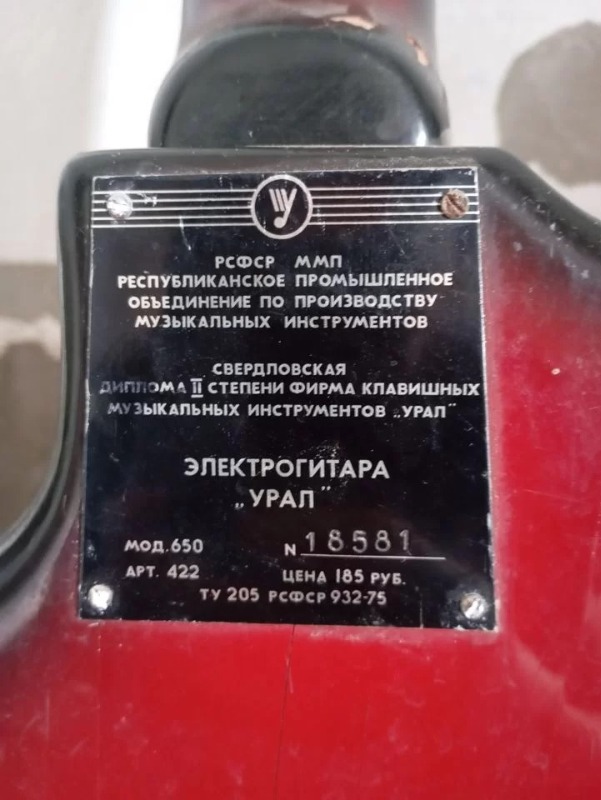 РСФСР ММП
РЕСПУБЛИКАНСКОЕ ПРОМЫШЛЕННОЕ
ОБЪЕДИНЕНИЕ ПО ПРОИЗВОДСТВУ
МУЗЫКАЛЬНЫХ ИНСТРУМЕНТОВ
СВЕРДЛОВСКАЯ
ДИПЛОМА II СТЕПЕНИ ФИРМА КЛАВИШНЫХ
МУЗЫКАЛЬНЫХ ИНСТРУМЕНТОВ „УРАЛ"
ЭЛЕКТРОГИТАРА
„УРАЛ"
МОД.650 N 18581
АРТ. 422 ЦЕНА 185 РУБ.
ТУ 205 РСФСР 932-75